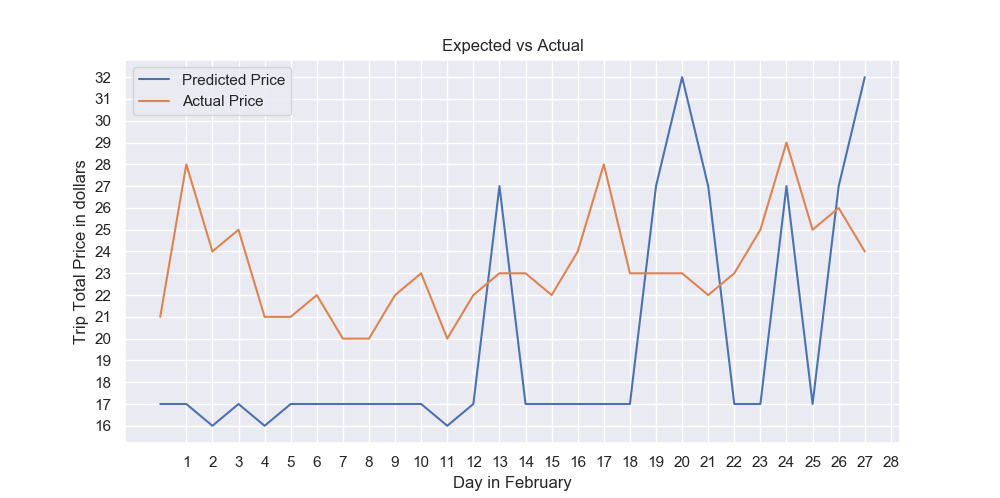 Expected vs Actual
Predicted Price
Actual Price
Trip Total Price in dollars
32
31
30
29
28
27
26
25
24
23
22
21
20
19
18
17
16
1 2 3 4 5 6 7 8 9 10 11 12 13 14 15 16 17 18 19 20 21 22 23 24 25 26 27 28
Day in February